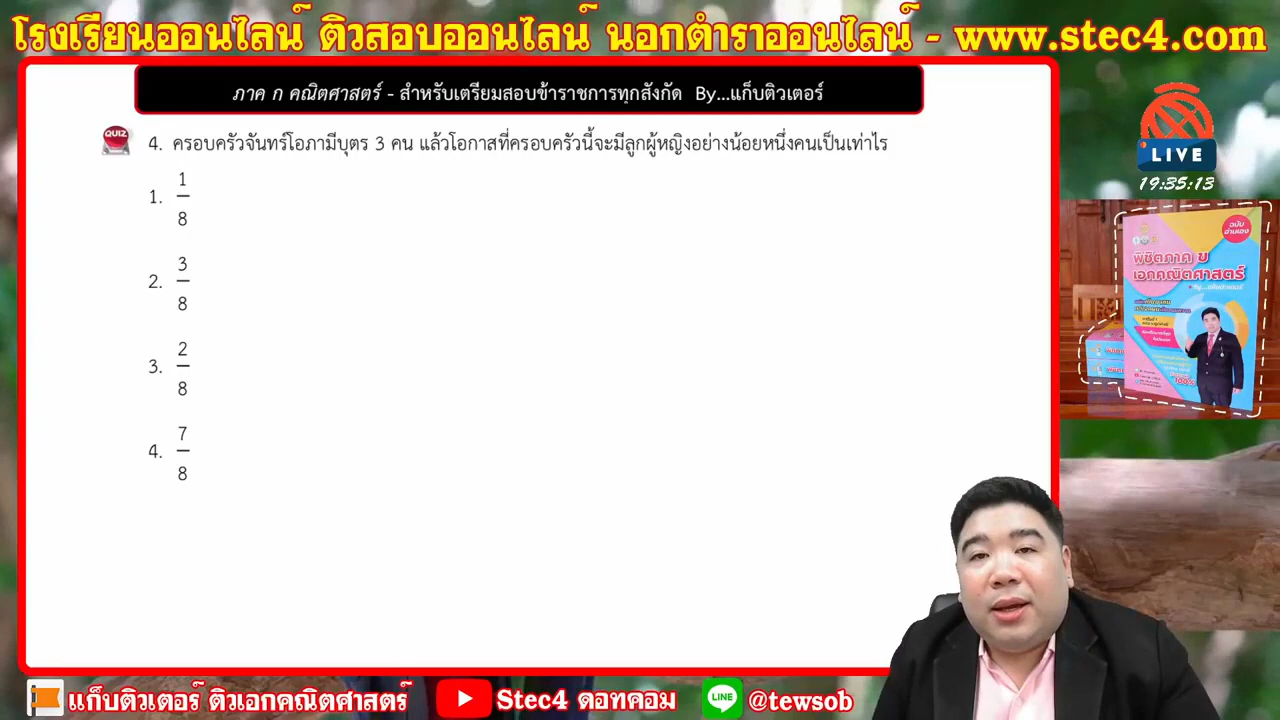 โรงเรียนออนไลน์ ติวสอบออนไลน์ นอกตำราออนไลน์ - www.stec4.com
ภาค ก คณิตศาสตร์ - สำหรับเตรียมสอบข้าราชการทุกสังกัด By...แก็บติวเตอร์
QUIZ
4. ครอบครัวจันทร์โอภามีบุตร 3 คน แล้วโอกาสที่ครอบครัวนี้จะมีลูกผู้หญิงอย่างน้อยหนึ่งคนเป็นเท่าไร
1. 1/8
2. 3/8
3. 2/8
4. 7/8
LIVE
19:35:13
ฉบับ
อ่านเอง
พิชิตภาค ข
เอกคณิตศาสตร์
แก็บติวเตอร์ ติวเอกคณิตศาสตร์
Stec4 ดอทคอม
LINE
@tewsob